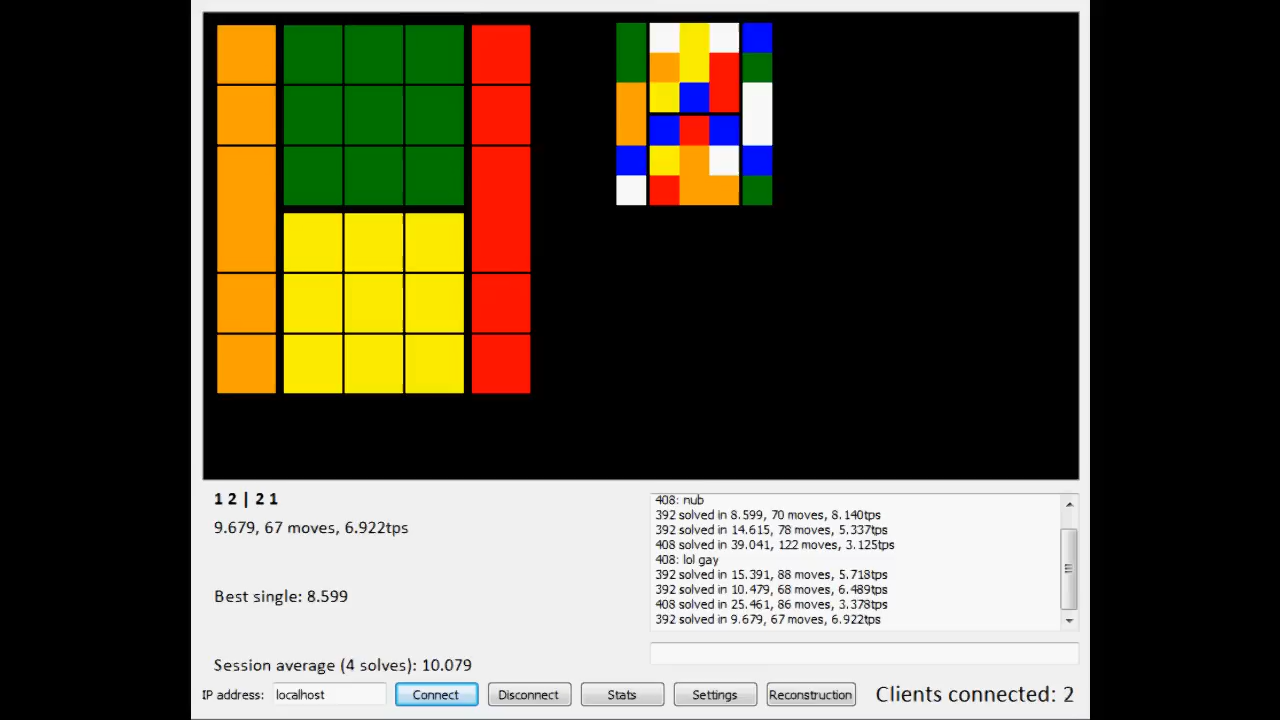 1 2 | 2 1
9.679, 67 moves, 6.922tps
Best single: 8.599
Session average (4 solves): 10.079
408: nub
392 solved in 8.599, 70 moves, 8.140tps
392 solved in 14.615, 78 moves, 5.337tps
408 solved in 39.041, 122 moves, 3.125tps
408: lol gay
392 solved in 15.391, 88 moves, 5.718tps
392 solved in 10.479, 68 moves, 6.489tps
408 solved in 25.461, 86 moves, 3.378tps
392 solved in 9.679, 67 moves, 6.922tps
IP address: localhost Connect Disconnect Stats Settings Reconstruction Clients connected: 2